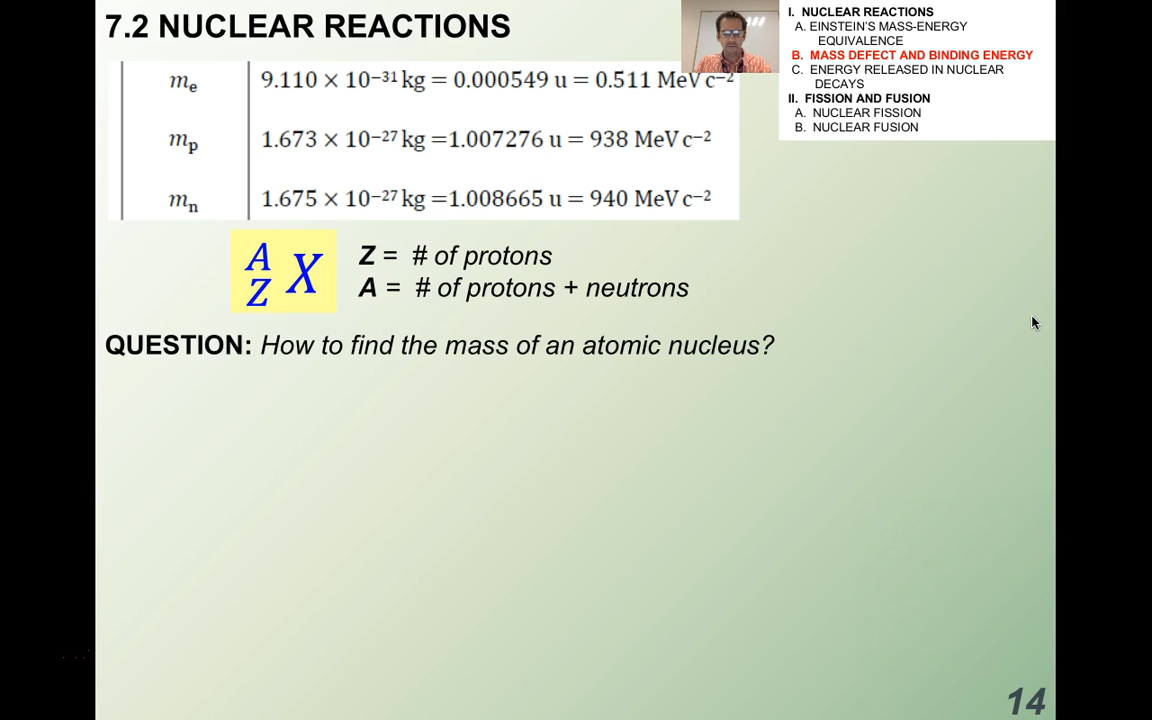 7.2 NUCLEAR REACTIONS
I. NUCLEAR REACTIONS
A. EINSTEIN'S MASS-ENERGY
EQUIVALENCE
B. MASS DEFECT AND BINDING ENERGY
C. ENERGY RELEASED IN NUCLEAR
DECAYS
II. FISSION AND FUSION
A. NUCLEAR FISSION
B. NUCLEAR FUSION
mₑ 9.110 × 10⁻³¹ kg = 0.000549 u = 0.511 MeV c⁻²
mₚ 1.673 × 10⁻²⁷ kg =1.007276 u = 938 MeV c⁻²
mₙ 1.675 × 10⁻²⁷ kg =1.008665 u = 940 MeV c⁻²
A
Z X
Z = # of protons
A = # of protons + neutrons
QUESTION: How to find the mass of an atomic nucleus?
14